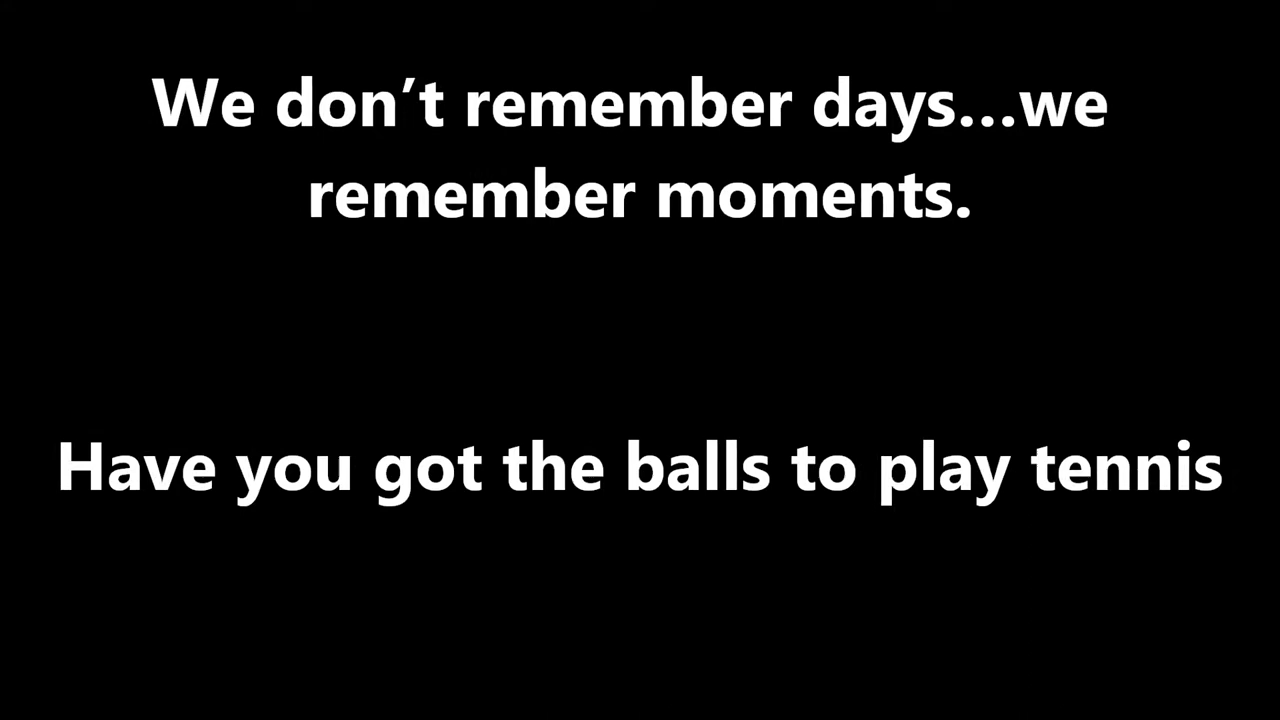 We don’t remember days...we
remember moments.
Have you got the balls to play tennis